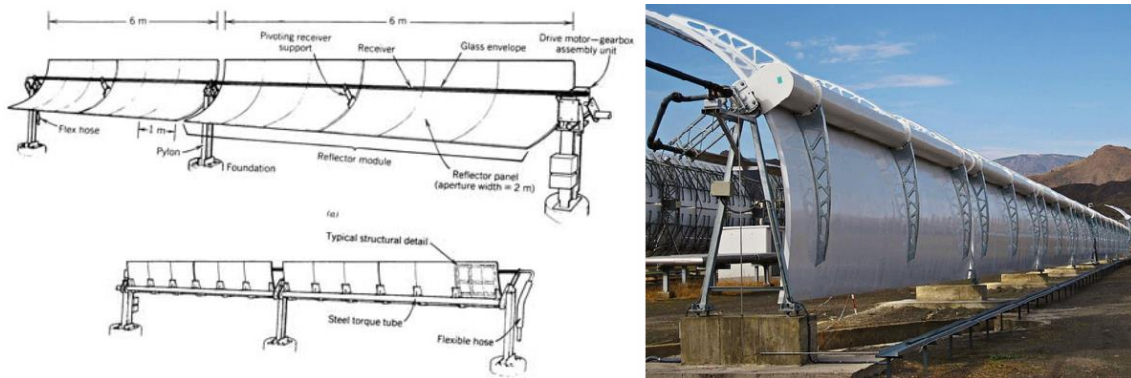 6 m
6 m
Pivoting receiver
support
Receiver
Glass envelope
Drive motor—gearbox
assembly unit
Flex hose
1 m
Pylon
Foundation
Reflector module
Reflector panel
(aperture width = 2 m)
(a)
Typical structural detail
Steel torque tube
Flexible hose